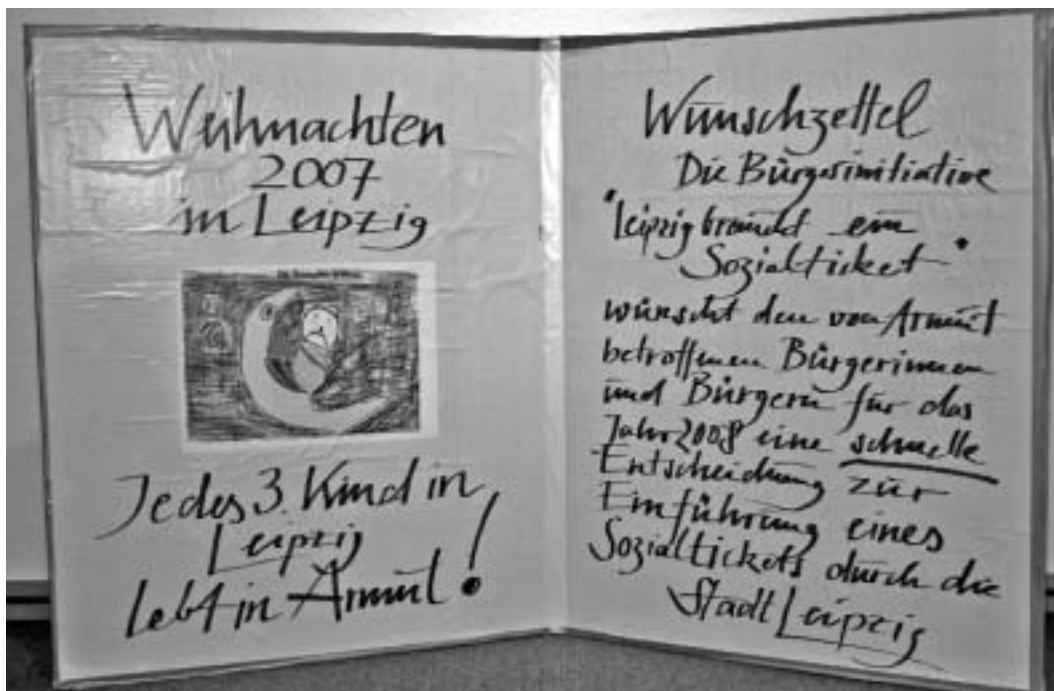 Weihnachten
2007
in Leipzig
Jedes 3. Kind in
Leipzig
lebt in Armut!
Wunschzettel
Die Bürgerinitiative
"Leipzig braucht ein
Sozialticket"
wünscht den von Armut
betroffenen Bürgerinnen
und Bürgern für das
Jahr 2008 eine schnelle
Entscheidung zur
Einführung eines
Sozialtickets durch die
Stadt Leipzig